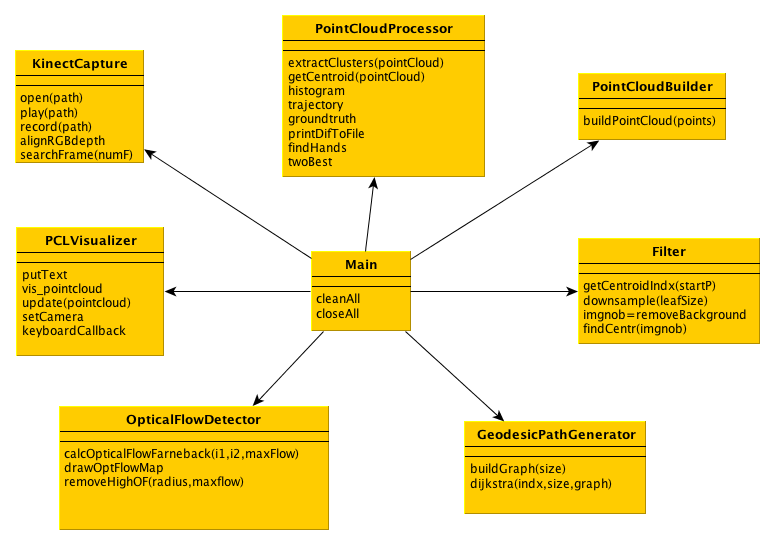 PointCloudProcessor
extractClusters(pointCloud)
getCentroid(pointCloud)
histogram
trajectory
groundtruth
printDifToFile
findHands
twoBest
KinectCapture
open(path)
play(path)
record(path)
alignRGBdepth
searchFrame(numF)
PointCloudBuilder
buildPointCloud(points)
PCLVisualizer
putText
vis_pointcloud
update(pointcloud)
setCamera
keyboardCallback
Main
cleanAll
closeAll
Filter
getCentroidIndx(startP)
downsample(leafSize)
imgnob=removeBackground
findCentr(imgnob)
OpticalFlowDetector
calcOpticalFlowFarneback(i1,i2,maxFlow)
drawOptFlowMap
removeHighOF(radius,maxflow)
GeodesicPathGenerator
buildGraph(size)
dijkstra(indx,size,graph)